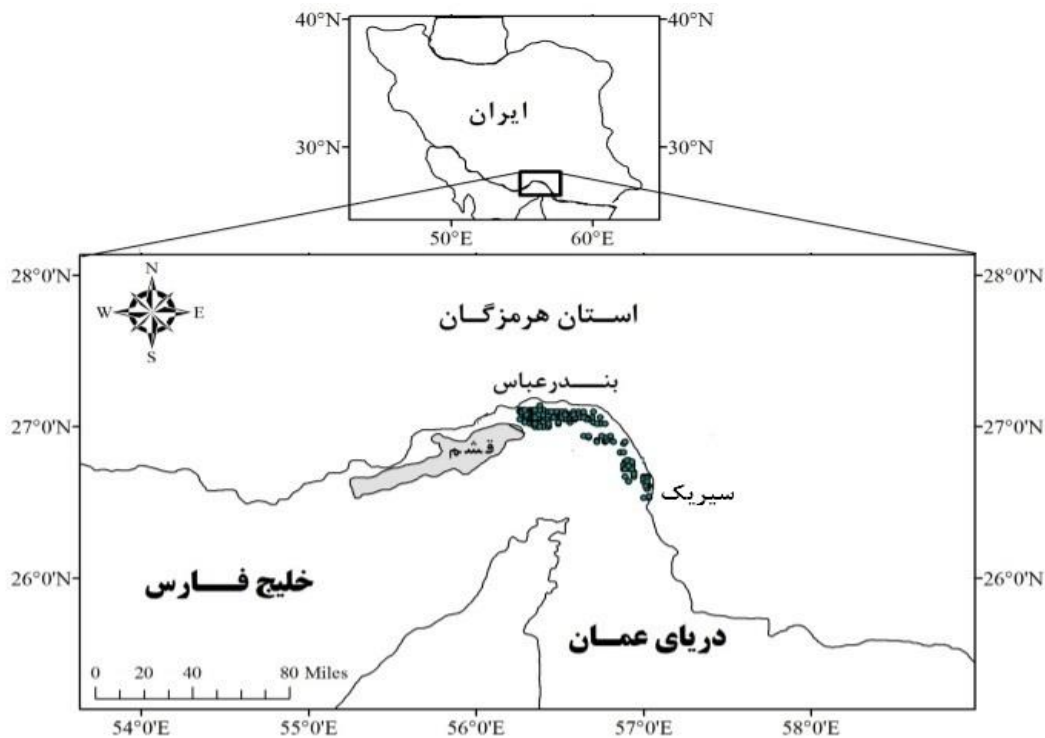 40°N 40°N
ایران
30°N 30°N
50°E 60°E
28°0'N 28°0'N
N
W E
S
استان هرمزگان
بندرعباس
27°0'N 27°0'N
قشم
سیریک
26°0'N 26°0'N
خلیج فارس
دریای عمان
0 20 40 80 Miles
54°0'E 55°0'E 56°0'E 57°0'E 58°0'E